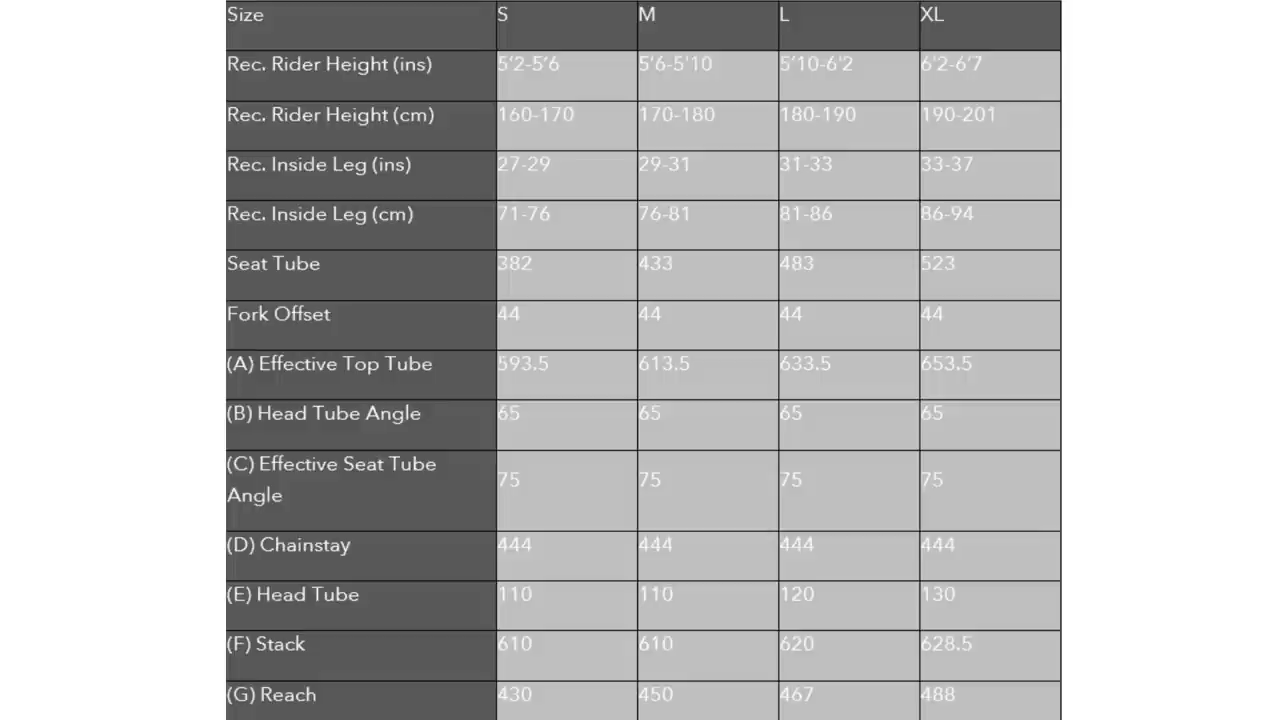 Size S M L XL
Rec. Rider Height (ins) 5'2-5'6 5'6-5'10 5'10-6'2 6'2-6'7
Rec. Rider Height (cm) 160-170 170-180 180-190 190-201
Rec. Inside Leg (ins) 27-29 29-31 31-33 33-37
Rec. Inside Leg (cm) 71-76 76-81 81-86 86-94
Seat Tube 382 433 483 523
Fork Offset 44 44 44 44
(A) Effective Top Tube 593.5 613.5 633.5 653.5
(B) Head Tube Angle 65 65 65 65
(C) Effective Seat Tube
Angle 75 75 75 75
(D) Chainstay 444 444 444 444
(E) Head Tube 110 110 120 130
(F) Stack 610 610 620 628.5
(G) Reach 430 450 467 488